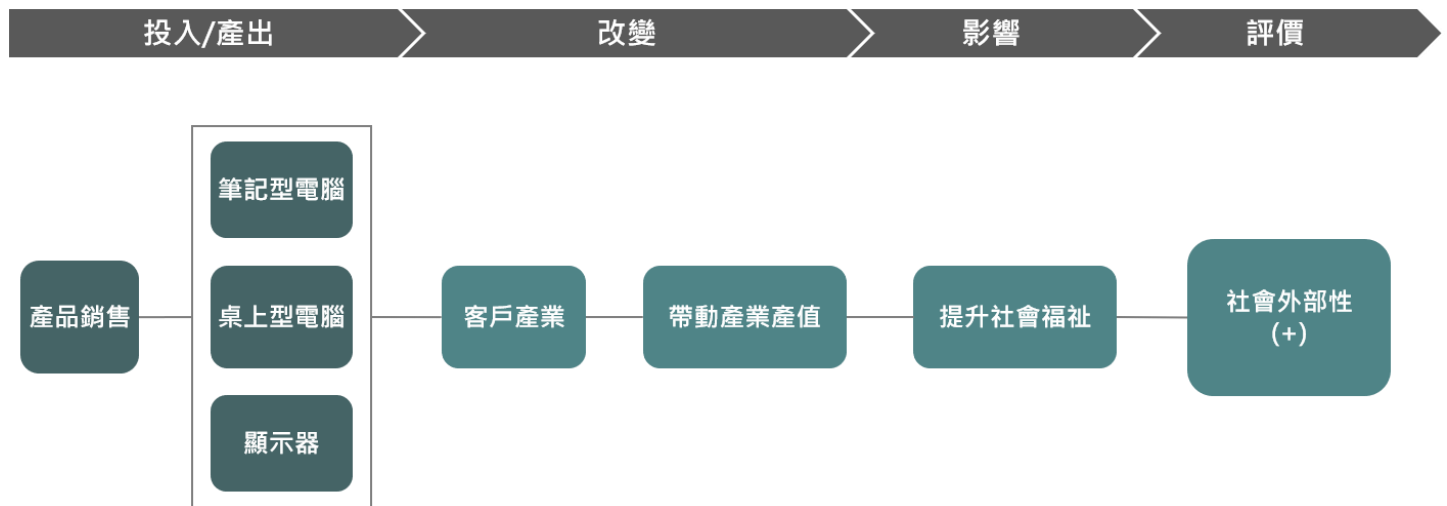 投入/產出
改變
影響
評價
筆記型電腦
產品銷售
桌上型電腦
顯示器
客戶產業
帶動產業產值
提升社會福祉
社會外部性
(+)